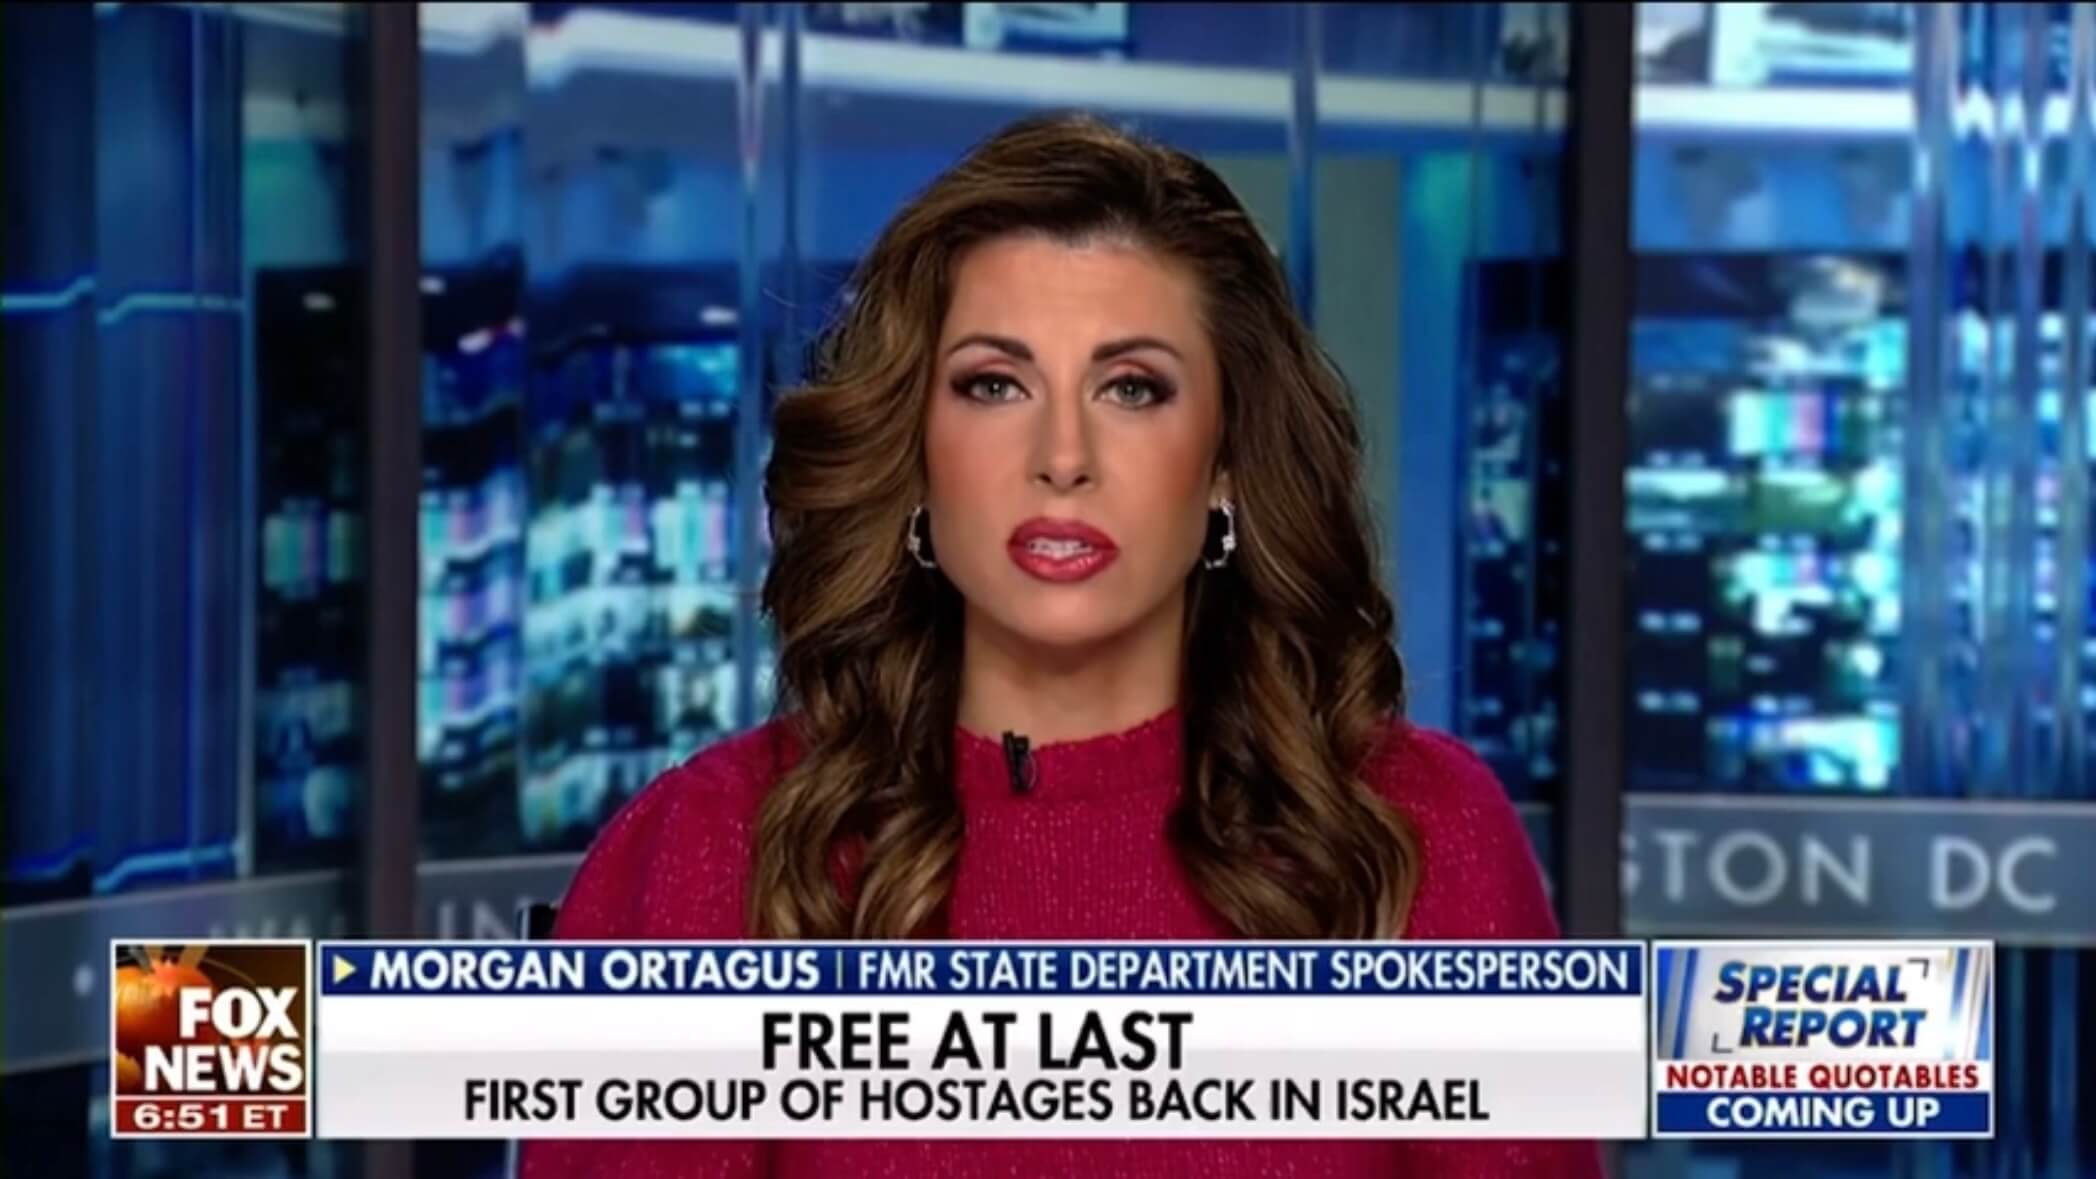 GTON DC
MORGAN ORTAGUS | FMR STATE DEPARTMENT SPOKESPERSON
FREE AT LAST
FIRST GROUP OF HOSTAGES BACK IN ISRAEL
FOX
NEWS
6:51 ET
SPECIAL
REPORT
NOTABLE QUOTABLES
COMING UP